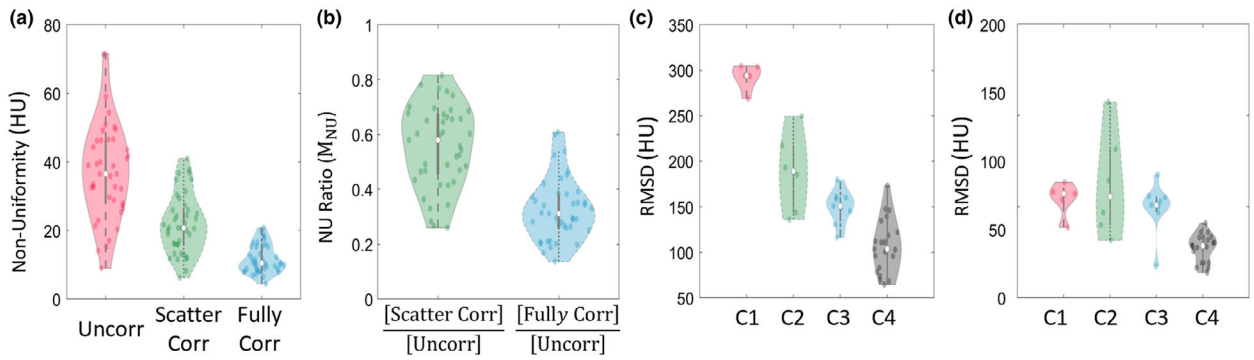 (a)
Non-Uniformity (HU)
80
60
40
20
0
Uncorr
Scatter
Corr
Fully
Corr
(b)
NU Ratio (M_NU)
1
0.8
0.6
0.4
0.2
0
[Scatter Corr]
[Uncorr]
[Fully Corr]
[Uncorr]
(c)
RMSD (HU)
350
300
250
200
150
100
50
C1 C2 C3 C4
(d)
RMSD (HU)
200
150
100
50
0
C1 C2 C3 C4